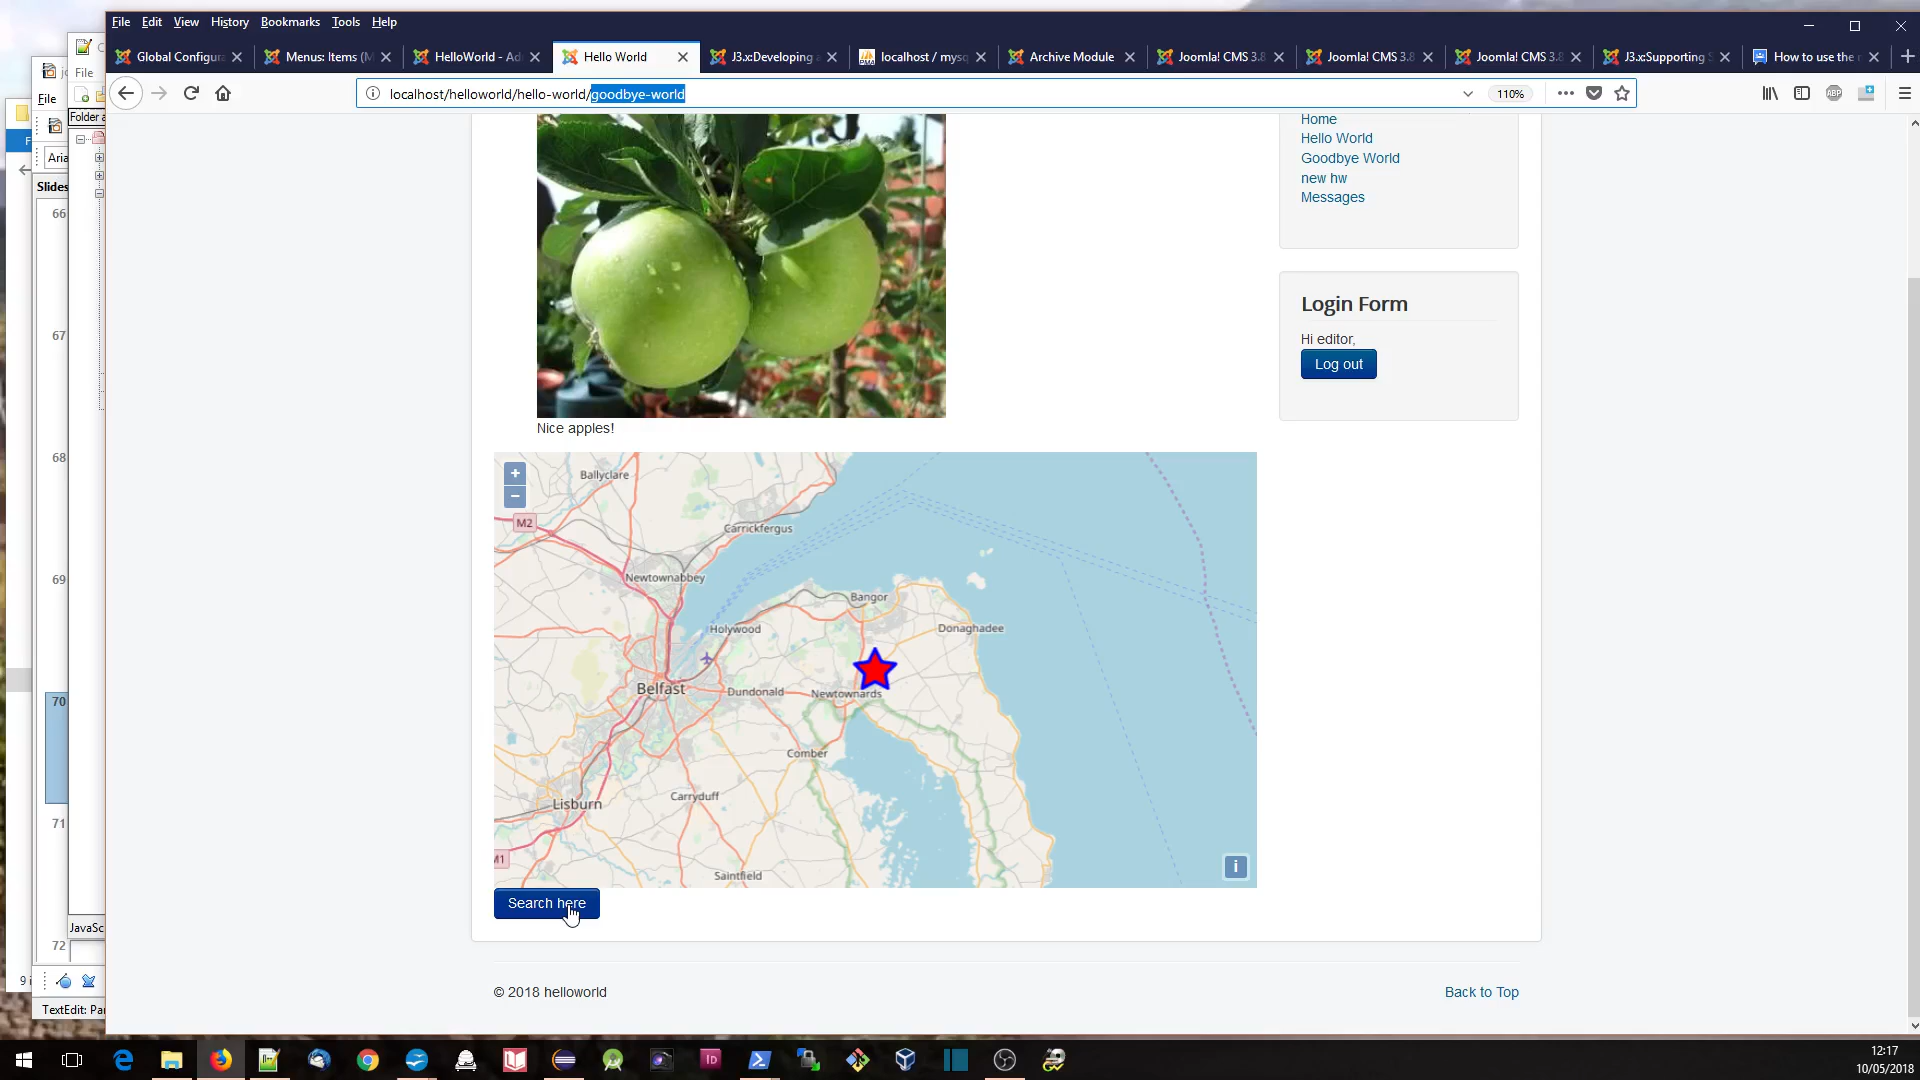 File Edit View History Bookmarks Tools Help
Global Configura
Menus: Items (M
HelloWorld - Ad
Hello World
J3.x:Developing a
localhost / mysq
Archive Module
Joomla! CMS 3.8
Joomla! CMS 3.8
Joomla! CMS 3.8
J3.x:Supporting S
How to use the r
localhost/helloworld/hello-world/goodbye-world
110%
ABP
File
File
Folder a
Aria
Slides
66
67
68
69
70
71
72
JavaSc
TextEdit: Par
Home
Hello World
Goodbye World
new hw
Messages
Login Form
Hi editor,
Log out
Nice apples!
+
−
Ballyclare
M2
Carrickfergus
Newtownabbey
Bangor
Holywood
Donaghadee
Belfast
Dundonald
Newtownards
Comber
Carryduff
Lisburn
M1
Saintfield
i
Search here
© 2018 helloworld
Back to Top
12:17
10/05/2018